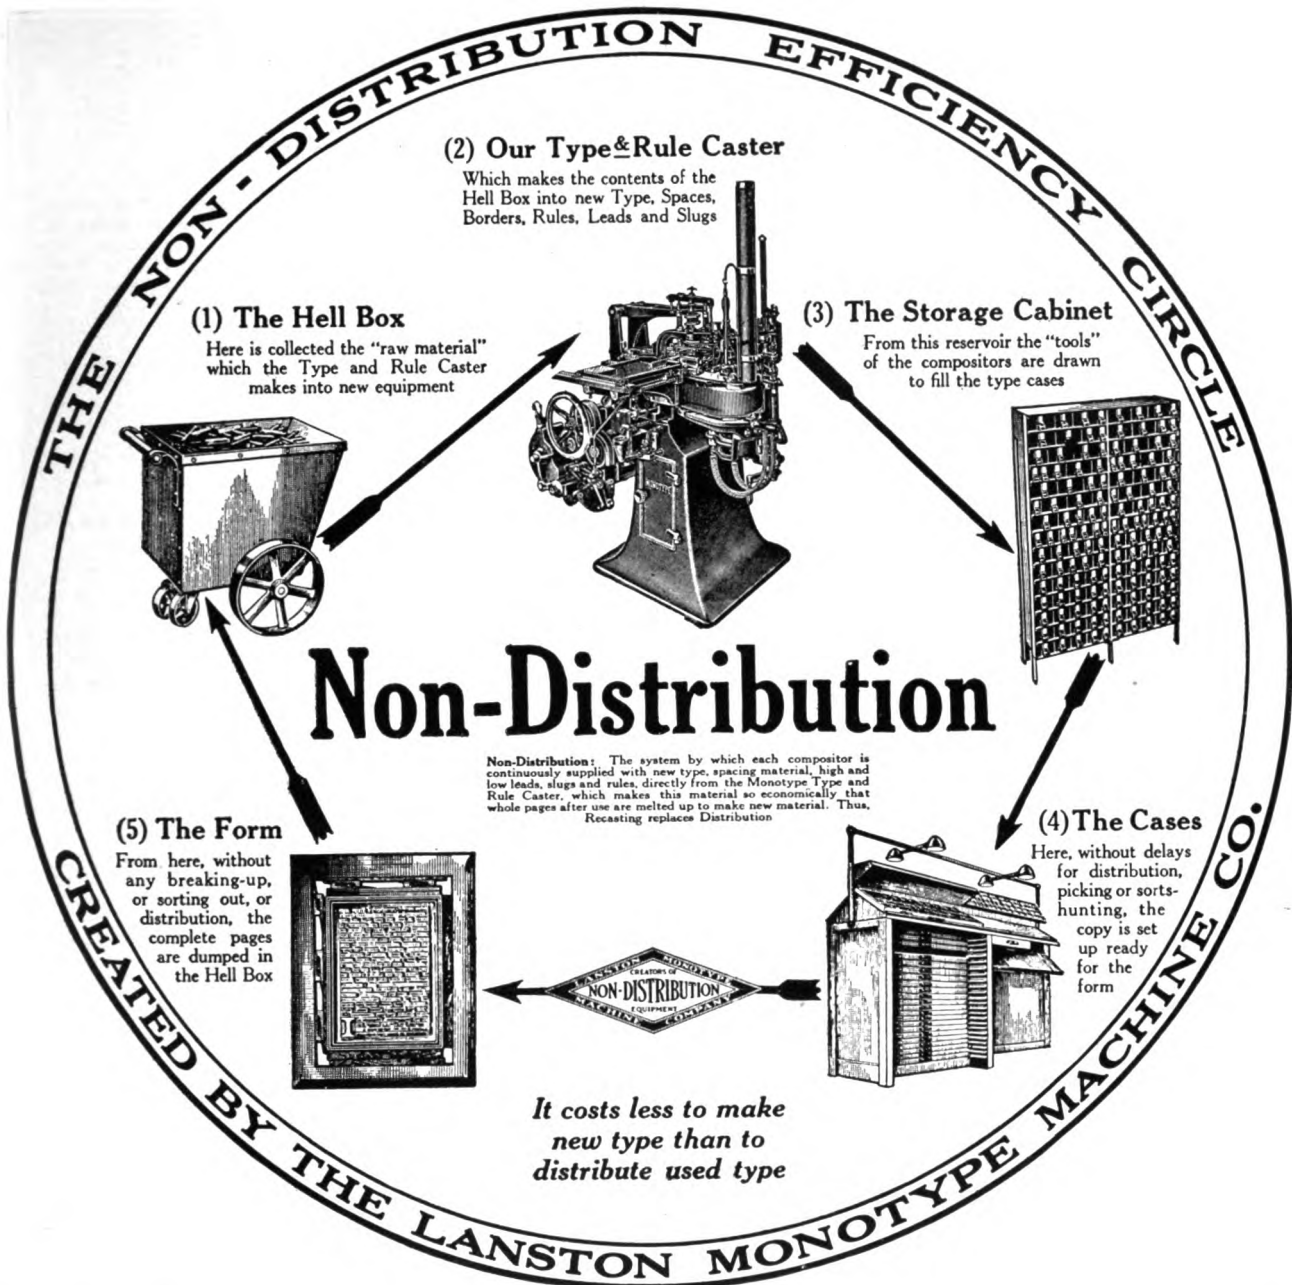 THE NON-DISTRIBUTION EFFICIENCY CIRCLE
(2) Our Type & Rule Caster
Which makes the contents of the
Hell Box into new Type, Spaces,
Borders, Rules, Leads and Slugs
(1) The Hell Box
Here is collected the "raw material"
which the Type and Rule Caster
makes into new equipment
(3) The Storage Cabinet
From this reservoir the "tools"
of the compositors are drawn
to fill the type cases
Non-Distribution
Non-Distribution: The system by which each compositor is
continuously supplied with new type, spacing material, high and
low leads, slugs and rules, directly from the Monotype Type and
Rule Caster, which makes this material so economically that
whole pages after use are melted up to make new material. Thus,
Recasting replaces Distribution
(4) The Cases
Here, without delays
for distribution,
picking or sorts-
hunting, the
copy is set
up ready
for the
form
(5) The Form
From here, without
any breaking-up,
or sorting out, or
distribution, the
complete pages
are dumped in
the Hell Box
LANSTON MONOTYPE
CREATORS OF
NON-DISTRIBUTION
EQUIPMENT
MACHINE COMPANY
It costs less to make
new type than to
distribute used type
CREATED BY THE LANSTON MONOTYPE MACHINE CO.